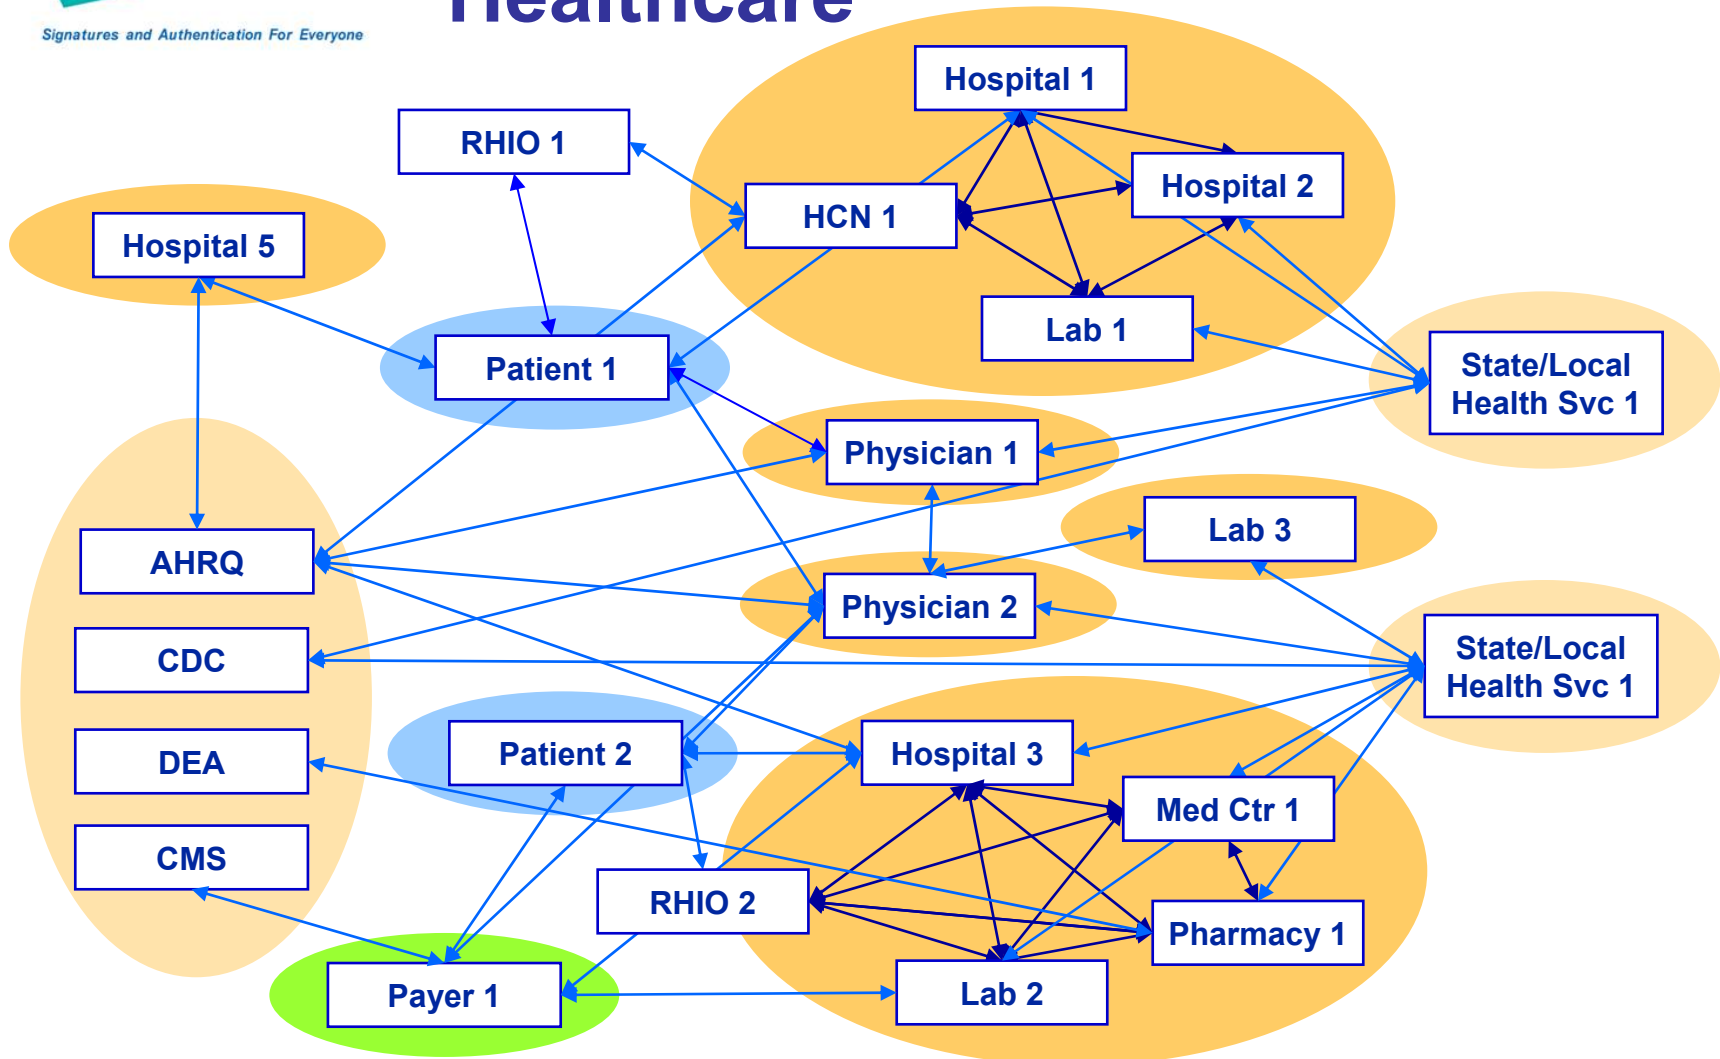 Healthcare
Signatures and Authentication For Everyone
Hospital 1
RHIO 1
Hospital 2
HCN 1
Hospital 5
Lab 1
Patient 1
State/Local
Health Svc 1
Physician 1
Lab 3
AHRQ
Physician 2
CDC
State/Local
Health Svc 1
Patient 2
Hospital 3
DEA
Med Ctr 1
CMS
RHIO 2
Pharmacy 1
Payer 1
Lab 2